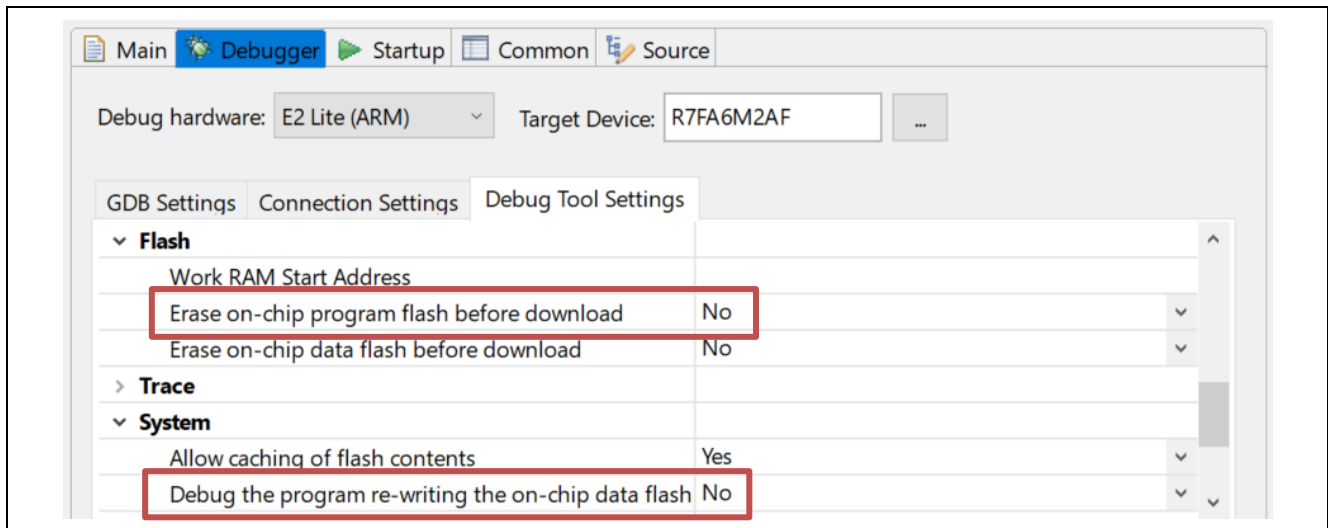 Main Debugger Startup Common Source
Debug hardware: E2 Lite (ARM) Target Device: R7FA6M2AF ...
GDB Settings Connection Settings Debug Tool Settings
Flash
Work RAM Start Address
Erase on-chip program flash before download No
Erase on-chip data flash before download No
Trace
System
Allow caching of flash contents Yes
Debug the program re-writing the on-chip data flash No